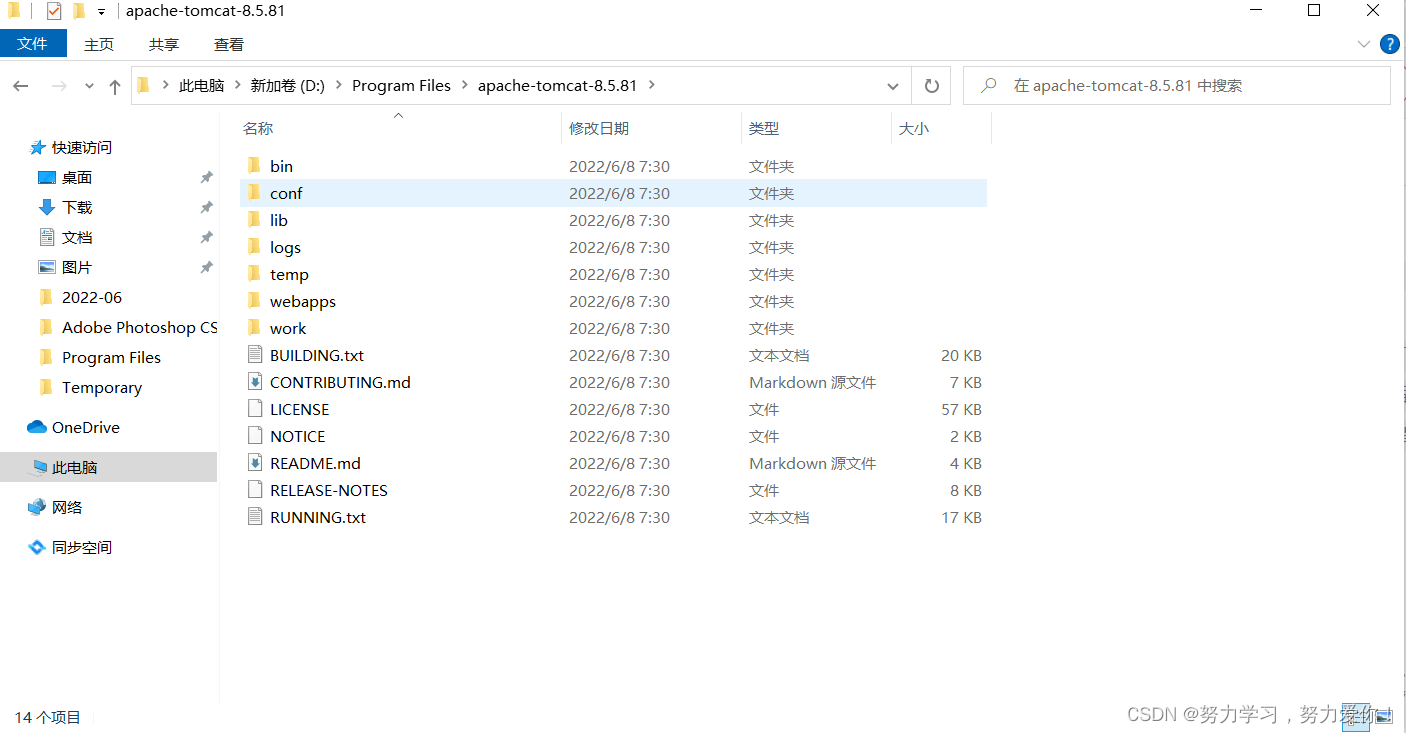 apache-tomcat-8.5.81
文件 主页 共享 查看
此电脑 新加卷 (D:) Program Files apache-tomcat-8.5.81 在 apache-tomcat-8.5.81 中搜索
名称 修改日期 类型 大小
快速访问
桌面
下载
文档
图片
2022-06
Adobe Photoshop CS
Program Files
Temporary
OneDrive
此电脑
网络
同步空间
bin 2022/6/8 7:30 文件夹
conf 2022/6/8 7:30 文件夹
lib 2022/6/8 7:30 文件夹
logs 2022/6/8 7:30 文件夹
temp 2022/6/8 7:30 文件夹
webapps 2022/6/8 7:30 文件夹
work 2022/6/8 7:30 文件夹
BUILDING.txt 2022/6/8 7:30 文本文档 20 KB
CONTRIBUTING.md 2022/6/8 7:30 Markdown 源文件 7 KB
LICENSE 2022/6/8 7:30 文件 57 KB
NOTICE 2022/6/8 7:30 文件 2 KB
README.md 2022/6/8 7:30 Markdown 源文件 4 KB
RELEASE-NOTES 2022/6/8 7:30 文件 8 KB
RUNNING.txt 2022/6/8 7:30 文本文档 17 KB
14 个项目
CSDN @努力学习，努力爱你！